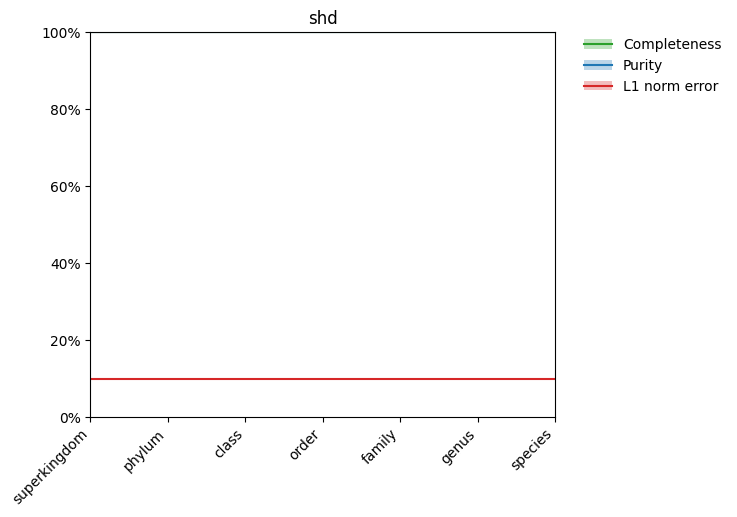 shd
100%
80%
60%
40%
20%
0%
superkingdom
phylum
class
order
family
genus
species
Completeness
Purity
L1 norm error